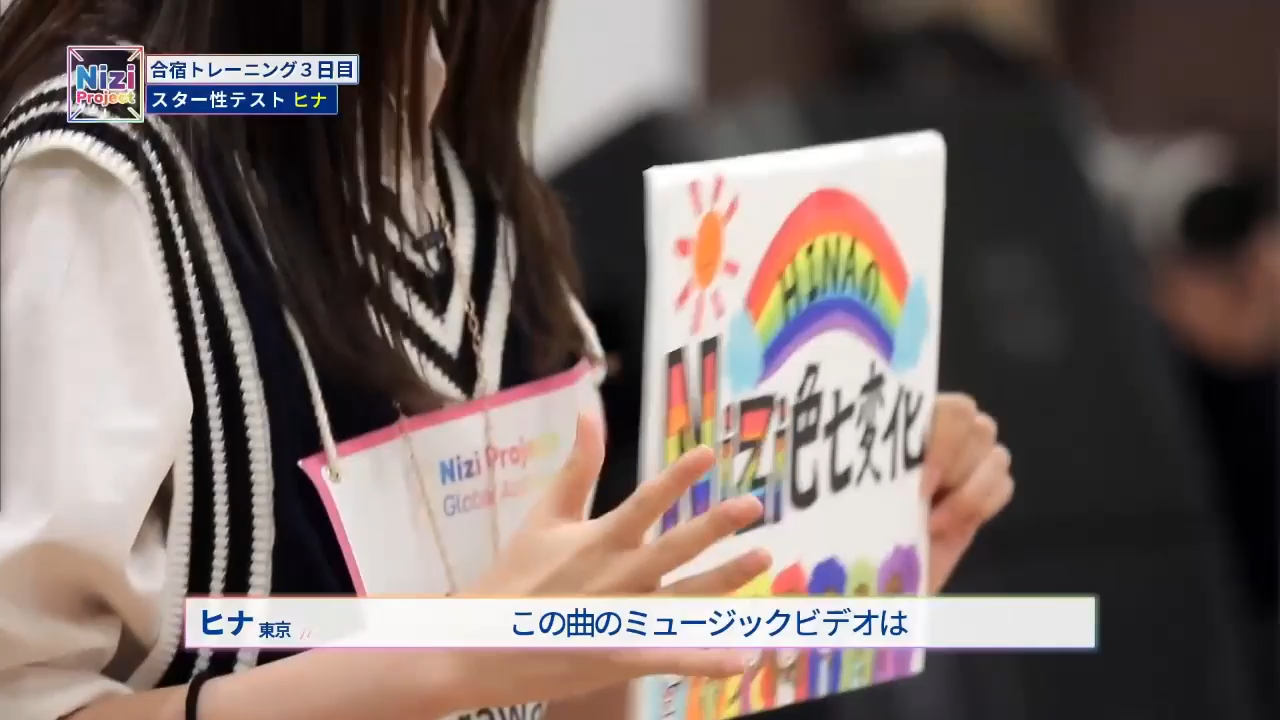 Nizi
Project
合宿トレーニング３日目
スター性テスト ヒナ
HINAの
Nizi色七変化
Nizi Proj
Global A
ヒナ 東京
この曲のミュージックビデオは